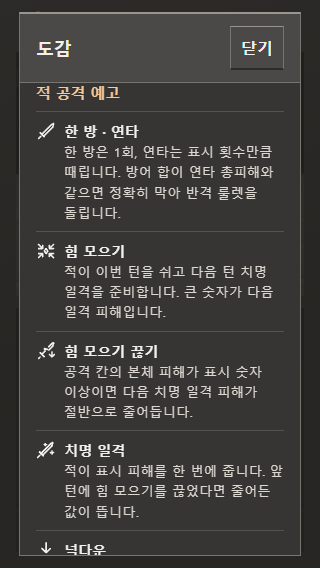 도감
닫기
적 공격 예고
한 방 · 연타
한 방은 1회, 연타는 표시 횟수만큼
때립니다. 방어 합이 연타 총피해와
같으면 정확히 막아 반격 룰렛을
돌립니다.
힘 모으기
적이 이번 턴을 쉬고 다음 턴 치명
일격을 준비합니다. 큰 숫자가 다음
일격 피해입니다.
힘 모으기 끊기
공격 칸의 본체 피해가 표시 숫자
이상이면 다음 치명 일격 피해가
절반으로 줄어듭니다.
치명 일격
적이 표시 피해를 한 번에 줍니다. 앞
턴에 힘 모으기를 끊었다면 줄어든
값이 뜹니다.
넉다운